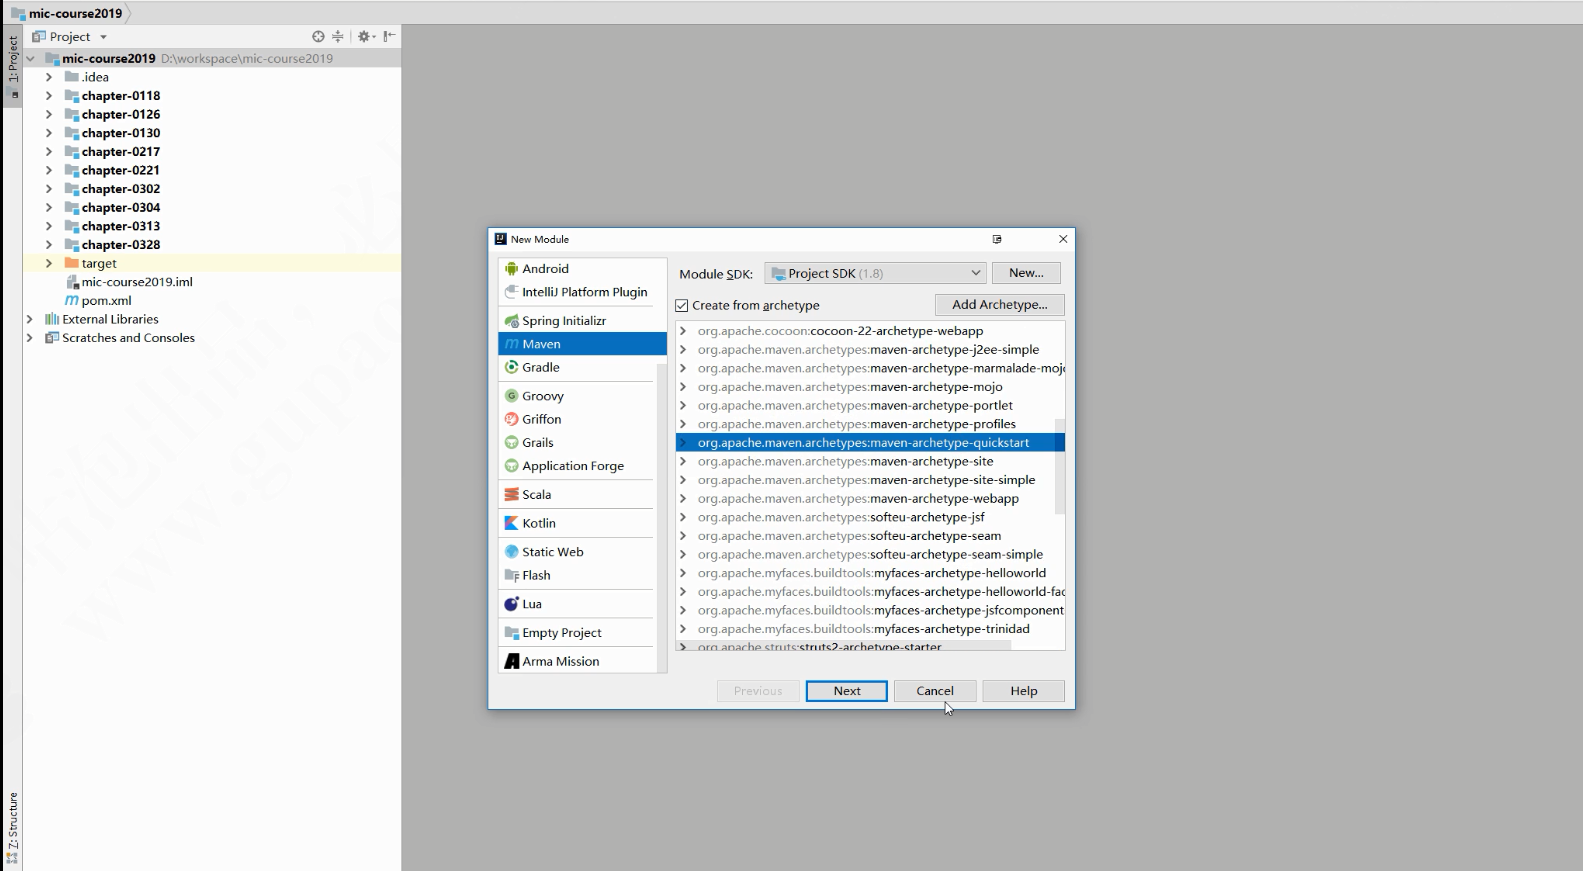 mic-course2019
Project
1: Project
mic-course2019 D:\workspace\mic-course2019
.idea
chapter-0118
chapter-0126
chapter-0130
chapter-0217
chapter-0221
chapter-0302
chapter-0304
chapter-0313
chapter-0328
target
mic-course2019.iml
pom.xml
External Libraries
Scratches and Consoles
Z: Structure
New Module
Android
IntelliJ Platform Plugin
Spring Initializr
Maven
Gradle
Groovy
Griffon
Grails
Application Forge
Scala
Kotlin
Static Web
Flash
Lua
Empty Project
Arma Mission
Module SDK: Project SDK (1.8) New...
Create from archetype Add Archetype...
org.apache.cocoon:cocoon-22-archetype-webapp
org.apache.maven.archetypes:maven-archetype-j2ee-simple
org.apache.maven.archetypes:maven-archetype-marmalade-mojo
org.apache.maven.archetypes:maven-archetype-mojo
org.apache.maven.archetypes:maven-archetype-portlet
org.apache.maven.archetypes:maven-archetype-profiles
org.apache.maven.archetypes:maven-archetype-quickstart
org.apache.maven.archetypes:maven-archetype-site
org.apache.maven.archetypes:maven-archetype-site-simple
org.apache.maven.archetypes:maven-archetype-webapp
org.apache.maven.archetypes:softeu-archetype-jsf
org.apache.maven.archetypes:softeu-archetype-seam
org.apache.maven.archetypes:softeu-archetype-seam-simple
org.apache.myfaces.buildtools:myfaces-archetype-helloworld
org.apache.myfaces.buildtools:myfaces-archetype-helloworld-fac
org.apache.myfaces.buildtools:myfaces-archetype-jsfcomponent
org.apache.myfaces.buildtools:myfaces-archetype-trinidad
org.apache.struts:struts2-archetype-starter
Previous Next Cancel Help